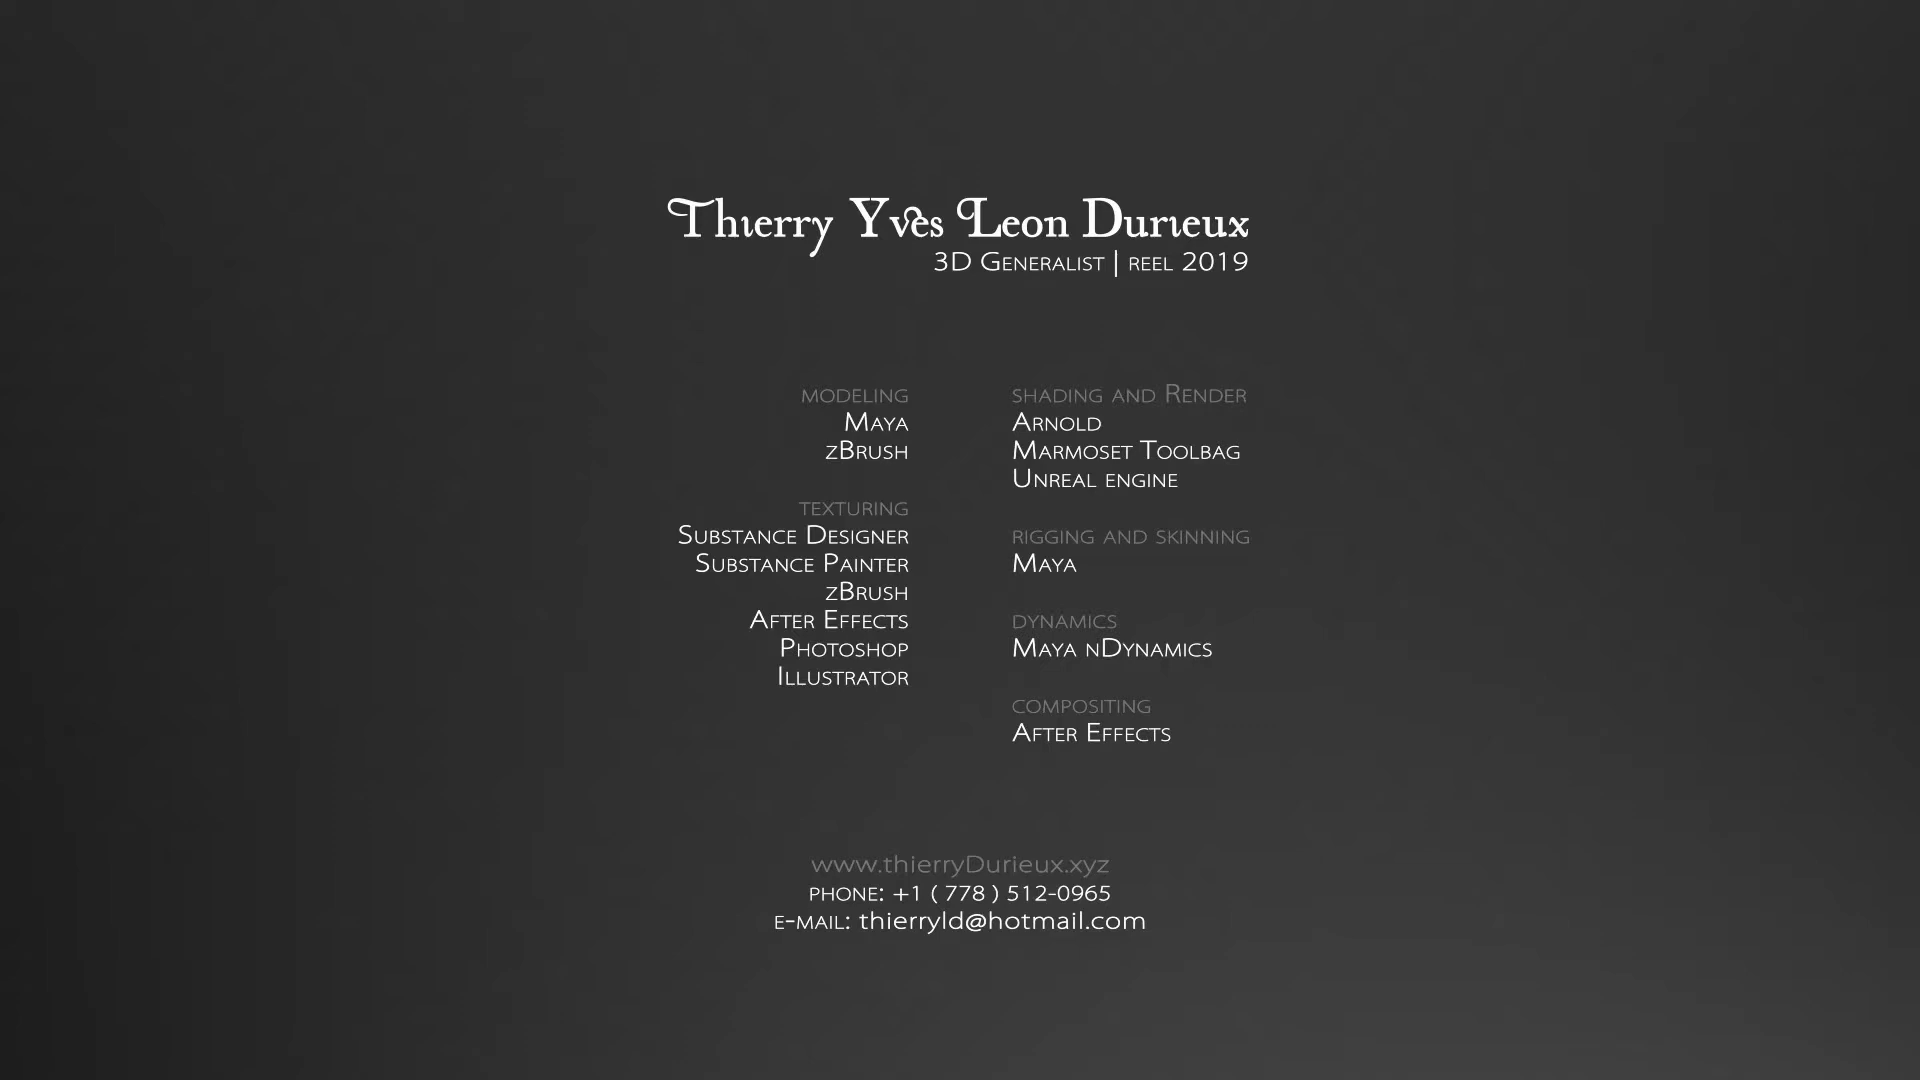 Thierry Yves Leon Durieux
3D Generalist | reel 2019
modeling
Maya
zBrush
texturing
Substance Designer
Substance Painter
zBrush
After Effects
Photoshop
Illustrator
shading and Render
Arnold
Marmoset Toolbag
Unreal engine
rigging and skinning
Maya
dynamics
Maya nDynamics
compositing
After Effects
www.thierryDurieux.xyz
phone: +1 ( 778 ) 512-0965
e-mail: thierryld@hotmail.com